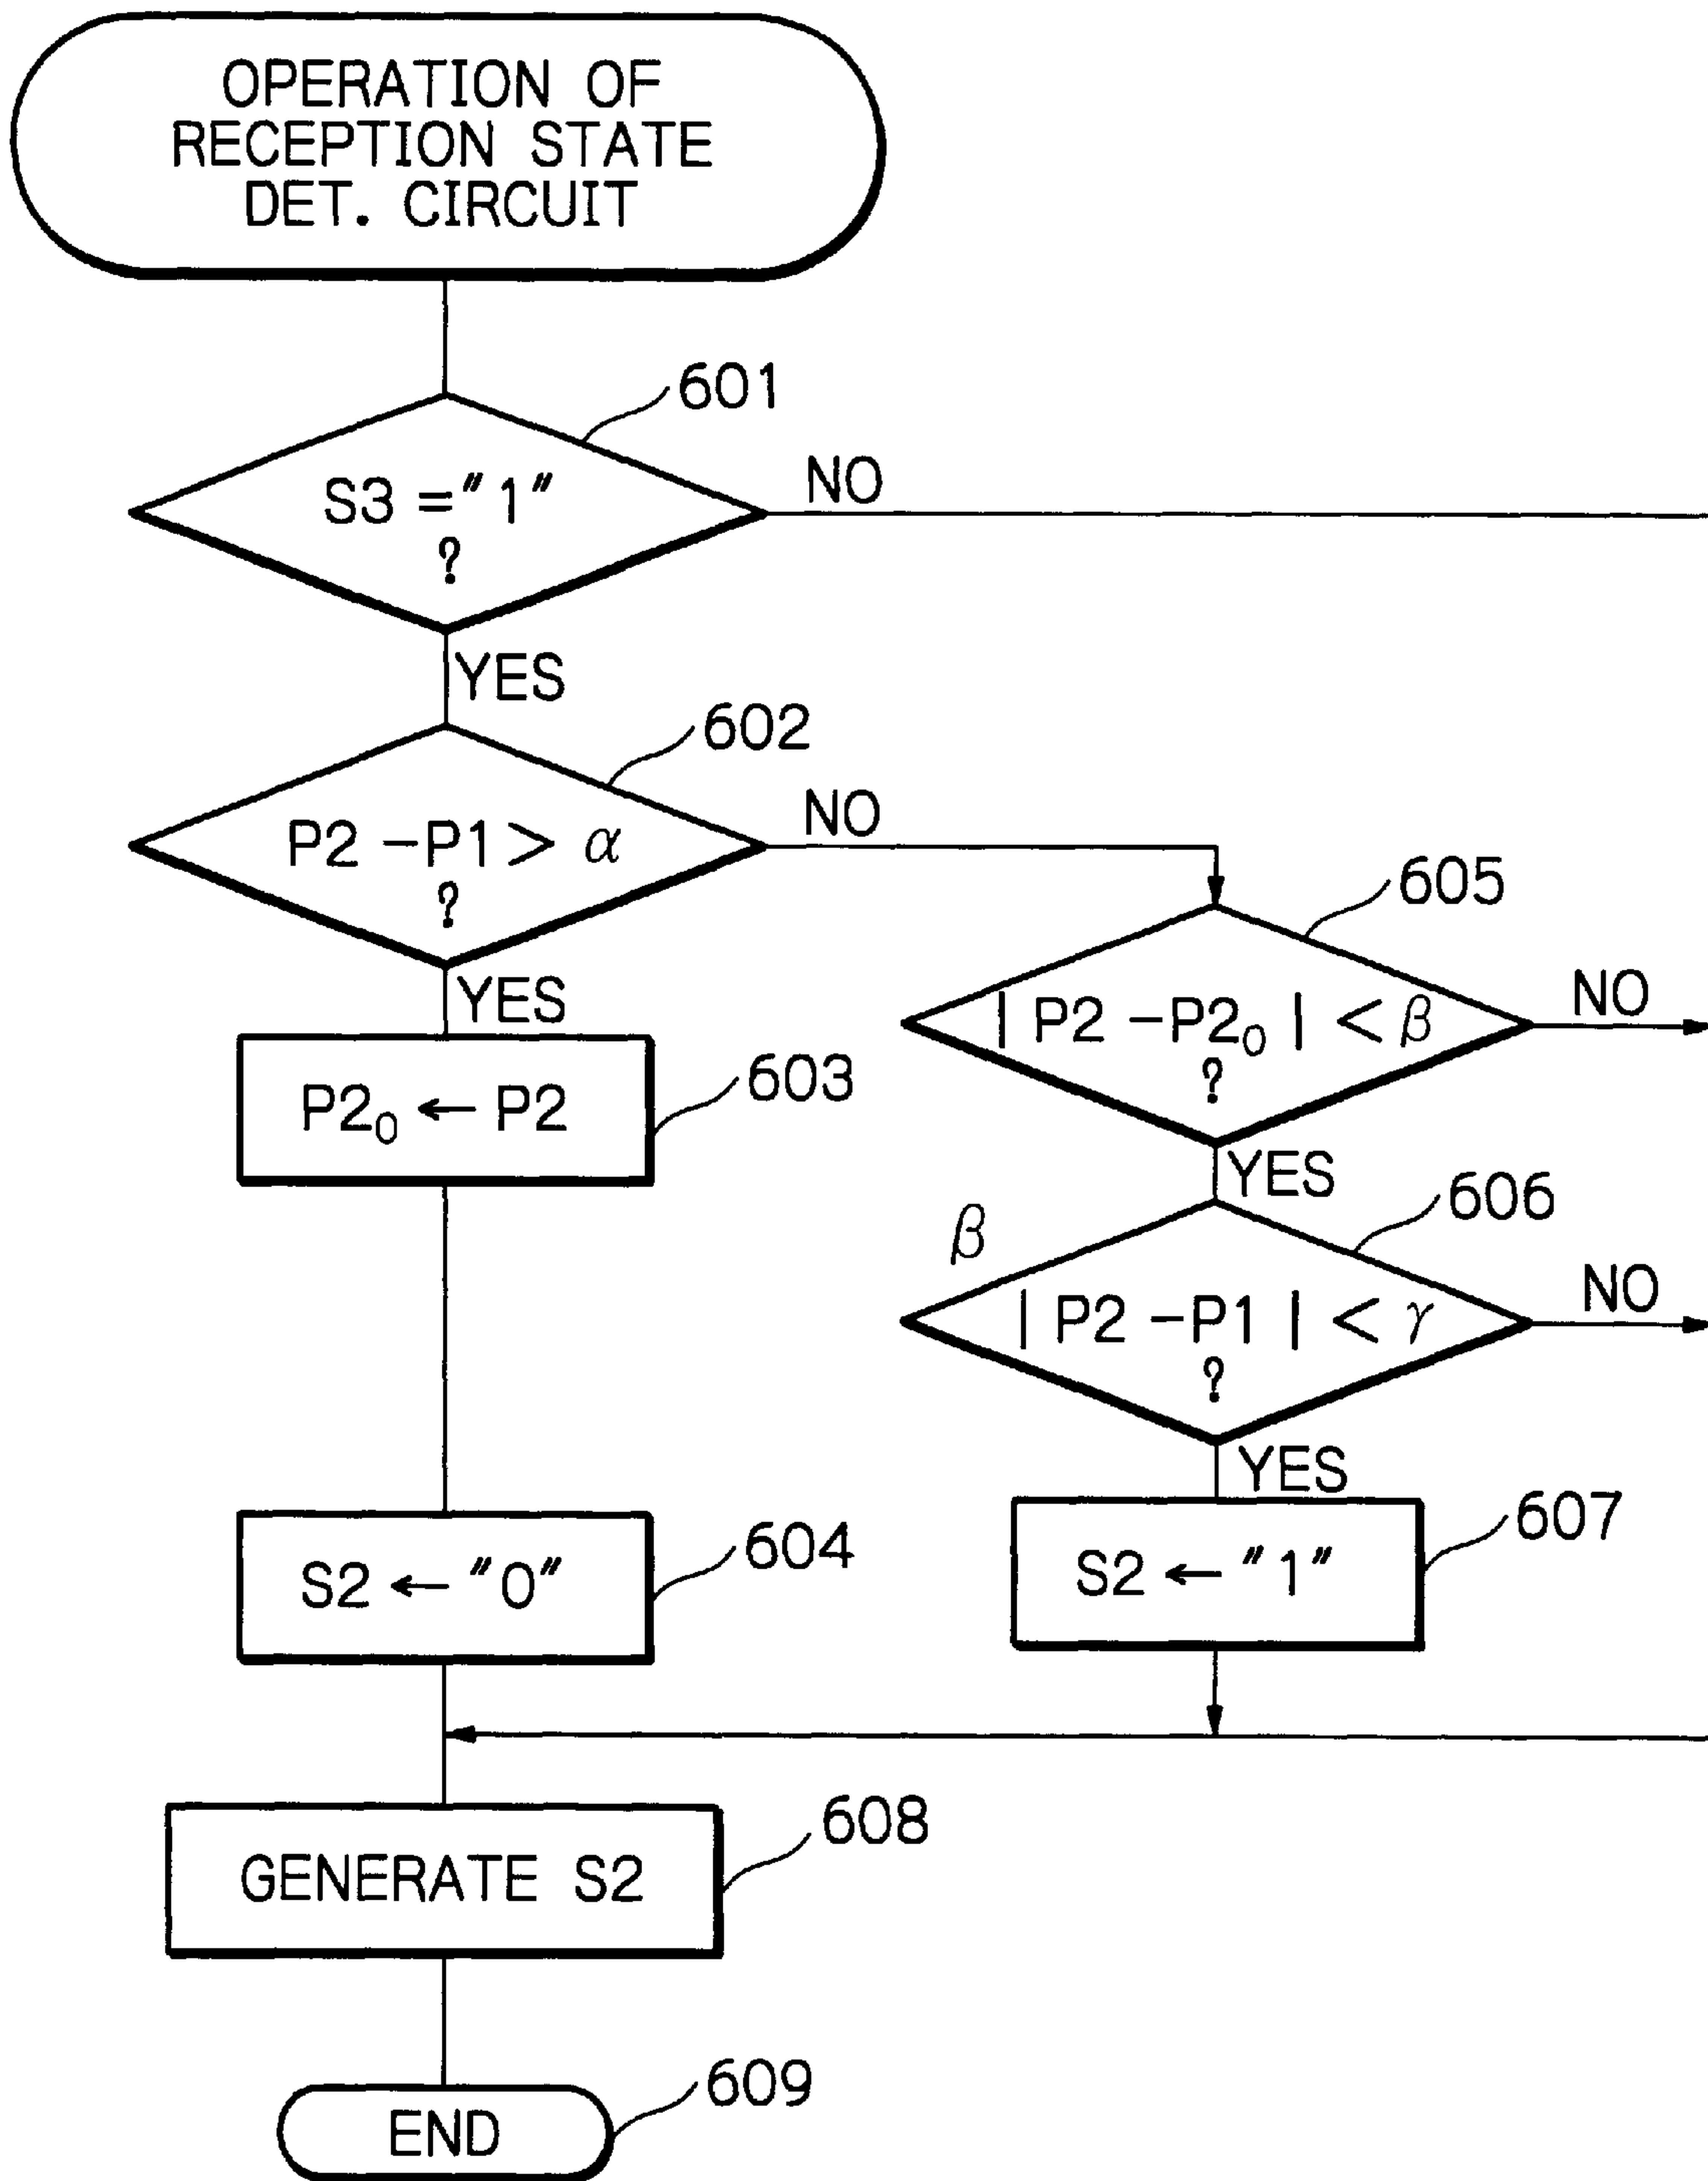 OPERATION OF
RECEPTION STATE
DET. CIRCUIT
601
S3 ="1"
?
NO
YES
602
P2 -P1 > α
?
NO
YES
603
P2₀ ← P2
605
| P2 -P2₀ | < β
?
NO
YES
606
β
| P2 -P1 | < γ
?
NO
YES
604
S2 ← "0"
607
S2 ← "1"
608
GENERATE S2
609
END